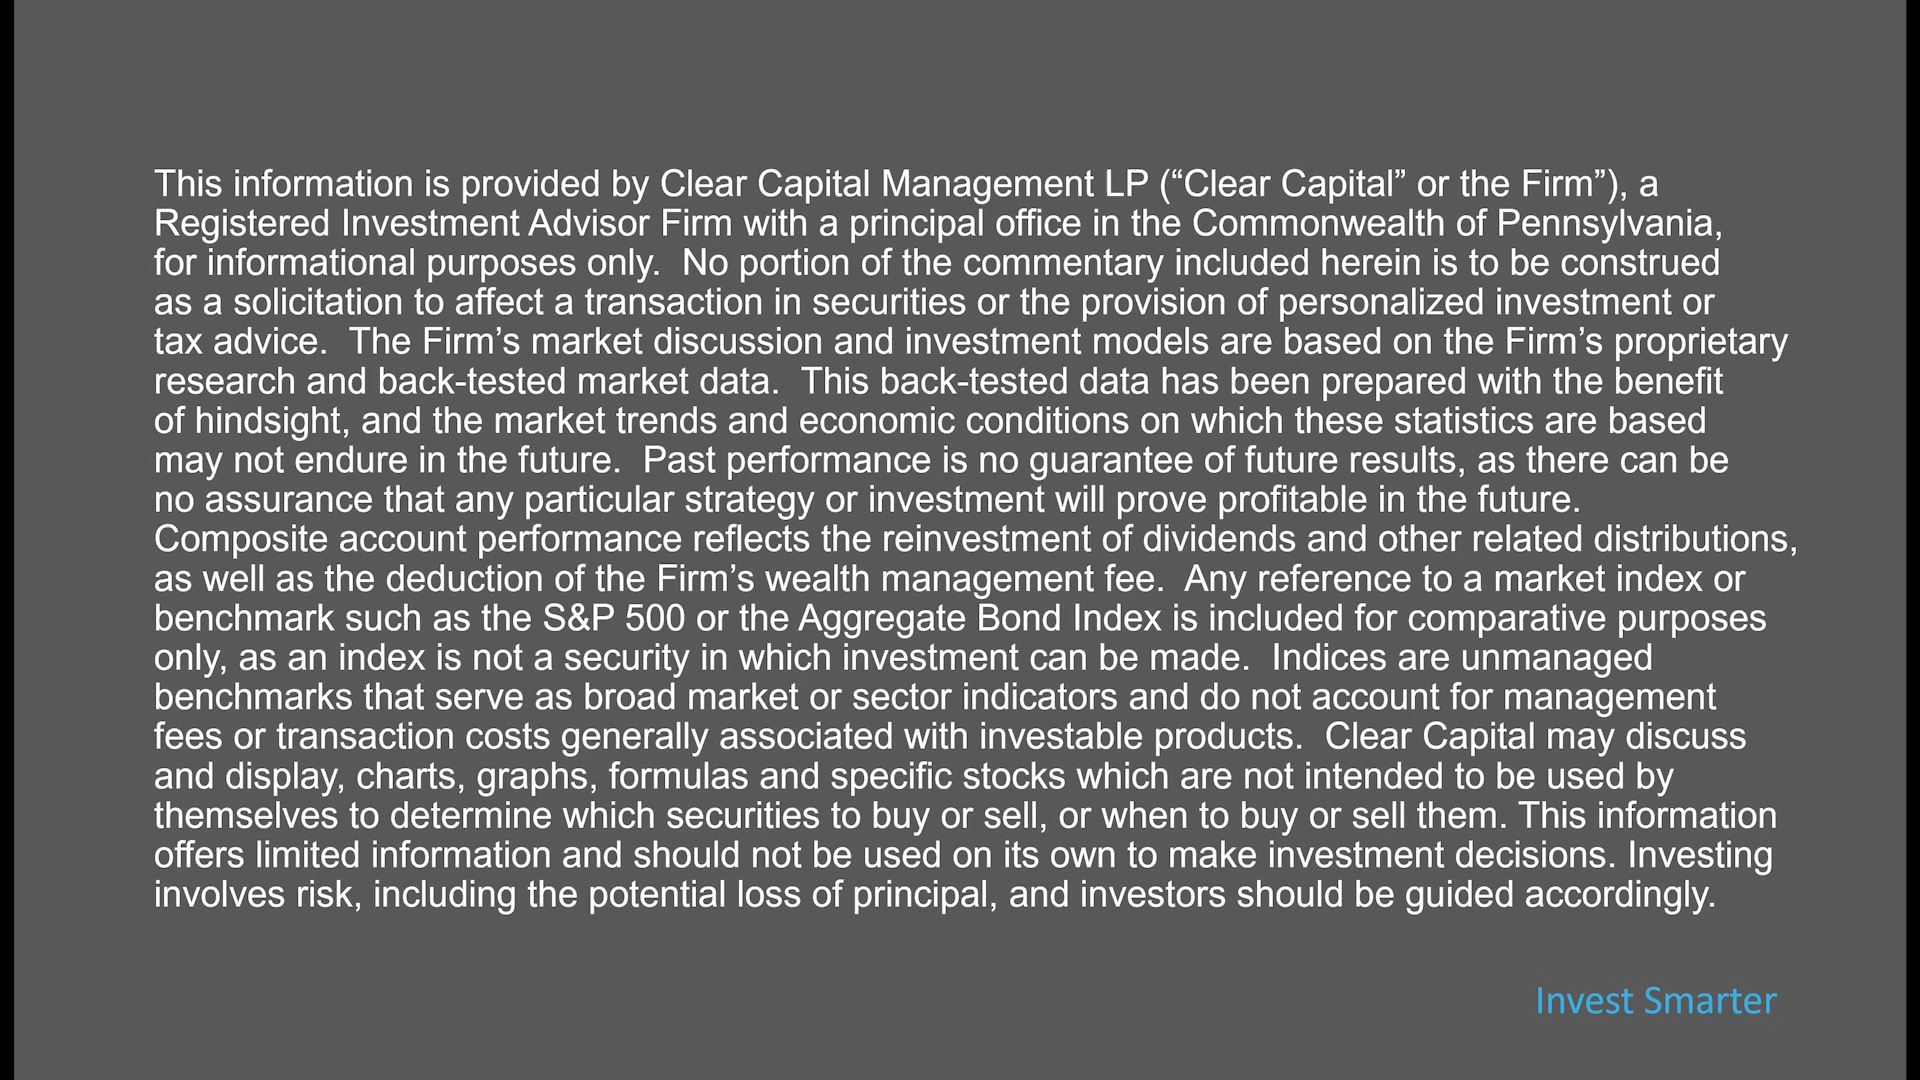 This information is provided by Clear Capital Management LP (“Clear Capital” or the Firm”), a
Registered Investment Advisor Firm with a principal office in the Commonwealth of Pennsylvania,
for informational purposes only.  No portion of the commentary included herein is to be construed
as a solicitation to affect a transaction in securities or the provision of personalized investment or
tax advice.  The Firm’s market discussion and investment models are based on the Firm’s proprietary
research and back-tested market data.  This back-tested data has been prepared with the benefit
of hindsight, and the market trends and economic conditions on which these statistics are based
may not endure in the future.  Past performance is no guarantee of future results, as there can be
no assurance that any particular strategy or investment will prove profitable in the future.
Composite account performance reflects the reinvestment of dividends and other related distributions,
as well as the deduction of the Firm’s wealth management fee.  Any reference to a market index or
benchmark such as the S&P 500 or the Aggregate Bond Index is included for comparative purposes
only, as an index is not a security in which investment can be made.  Indices are unmanaged
benchmarks that serve as broad market or sector indicators and do not account for management
fees or transaction costs generally associated with investable products.  Clear Capital may discuss
and display, charts, graphs, formulas and specific stocks which are not intended to be used by
themselves to determine which securities to buy or sell, or when to buy or sell them. This information
offers limited information and should not be used on its own to make investment decisions. Investing
involves risk, including the potential loss of principal, and investors should be guided accordingly.
Invest Smarter